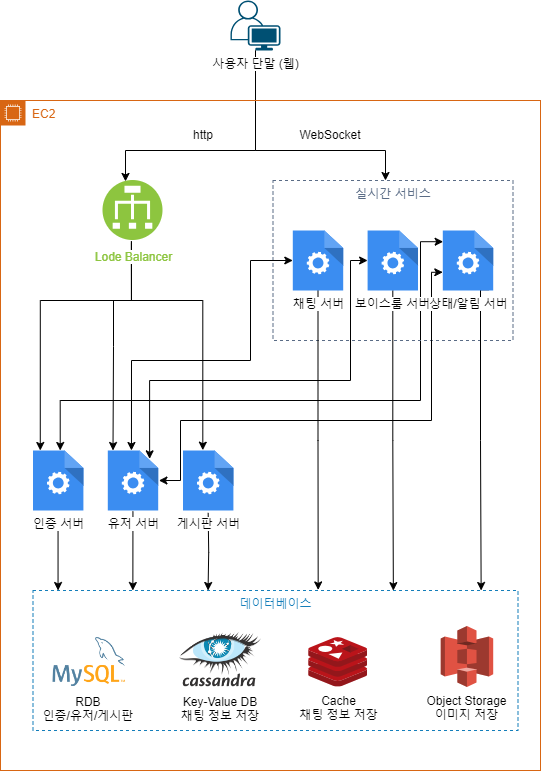 사용자 단말 (웹)
EC2
http
WebSocket
실시간 서비스
Lode Balancer
채팅 서버
보이스룸 서버
상태/알림 서버
인증 서버
유저 서버
게시판 서버
데이터베이스
MySQL
cassandra
RDB
인증/유저/게시판
Key-Value DB
채팅 정보 저장
Cache
채팅 정보 저장
Object Storage
이미지 저장